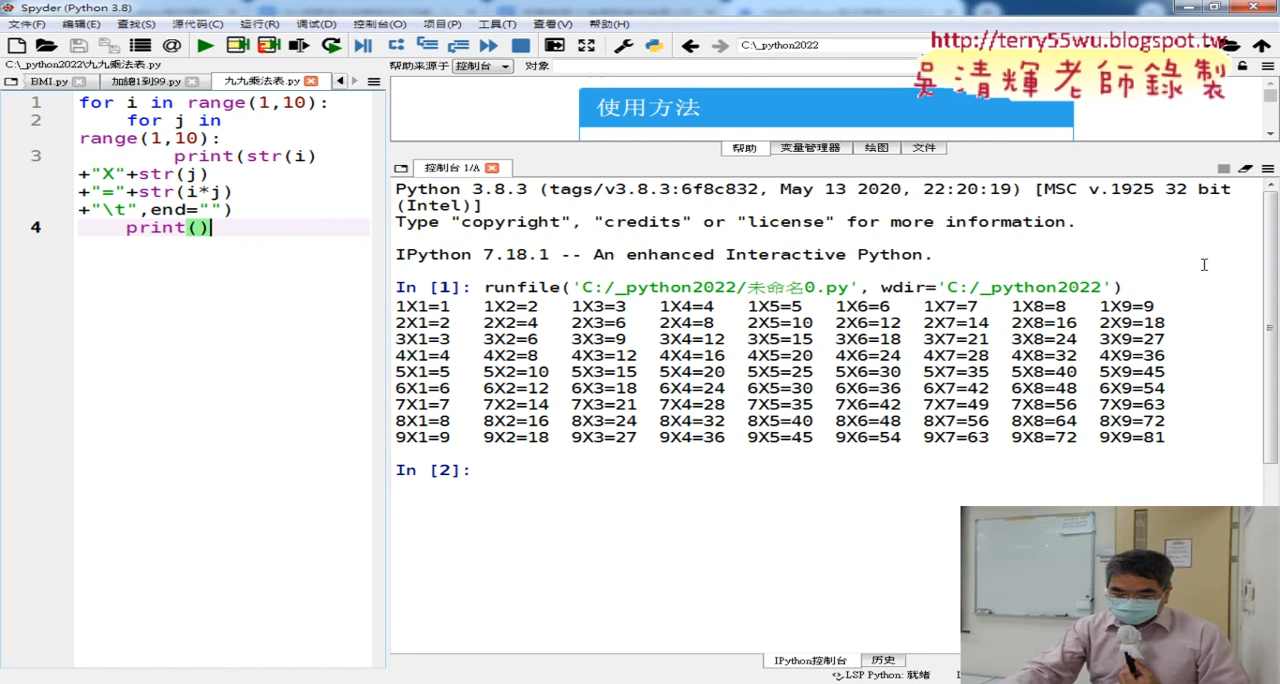 Spyder (Python 3.8)
文件(F) 编辑(E) 查找(S) 源代码(C) 运行(R) 调试(D) 控制台(O) 项目(P) 工具(T) 查看(V) 帮助(H)
C:\_python2022
http://terry55wu.blogspot.tw
吳清輝老師錄製
C:\_python2022\九九乘法表.py
BMI.py 加總1到99.py 九九乘法表.py
帮助来源于 控制台 对象
使用方法
帮助 变量管理器 绘图 文件
1 for i in range(1,10):
2 for j in
range(1,10):
3 print(str(i)
+"X"+str(j)
+"="+str(i*j)
+"\t",end="")
4 print()
控制台 1/A
Python 3.8.3 (tags/v3.8.3:6f8c832, May 13 2020, 22:20:19) [MSC v.1925 32 bit
(Intel)]
Type "copyright", "credits" or "license" for more information.
IPython 7.18.1 -- An enhanced Interactive Python.
In [1]: runfile('C:/_python2022/未命名0.py', wdir='C:/_python2022')
1X1=1 1X2=2 1X3=3 1X4=4 1X5=5 1X6=6 1X7=7 1X8=8 1X9=9
2X1=2 2X2=4 2X3=6 2X4=8 2X5=10 2X6=12 2X7=14 2X8=16 2X9=18
3X1=3 3X2=6 3X3=9 3X4=12 3X5=15 3X6=18 3X7=21 3X8=24 3X9=27
4X1=4 4X2=8 4X3=12 4X4=16 4X5=20 4X6=24 4X7=28 4X8=32 4X9=36
5X1=5 5X2=10 5X3=15 5X4=20 5X5=25 5X6=30 5X7=35 5X8=40 5X9=45
6X1=6 6X2=12 6X3=18 6X4=24 6X5=30 6X6=36 6X7=42 6X8=48 6X9=54
7X1=7 7X2=14 7X3=21 7X4=28 7X5=35 7X6=42 7X7=49 7X8=56 7X9=63
8X1=8 8X2=16 8X3=24 8X4=32 8X5=40 8X6=48 8X7=56 8X8=64 8X9=72
9X1=9 9X2=18 9X3=27 9X4=36 9X5=45 9X6=54 9X7=63 9X8=72 9X9=81
In [2]:
IPython控制台 历史
LSP Python: 就绪